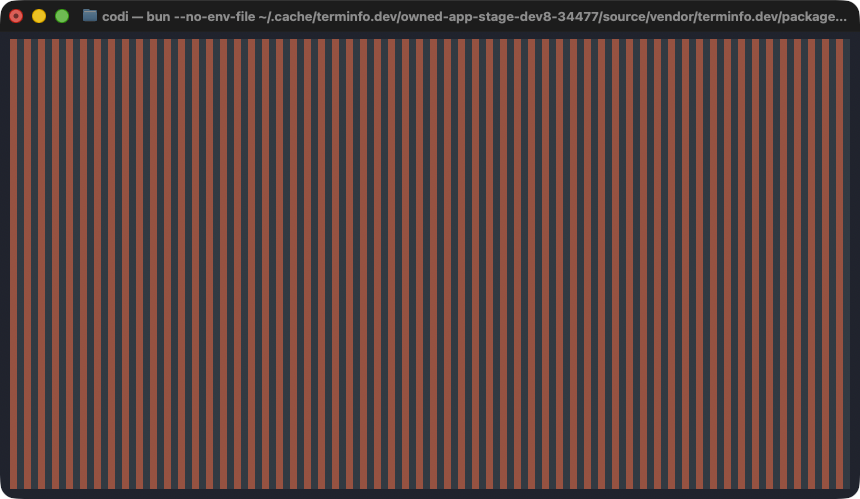 codi — bun --no-env-file ~/.cache/terminfo.dev/owned-app-stage-dev8-34477/source/vendor/terminfo.dev/package...